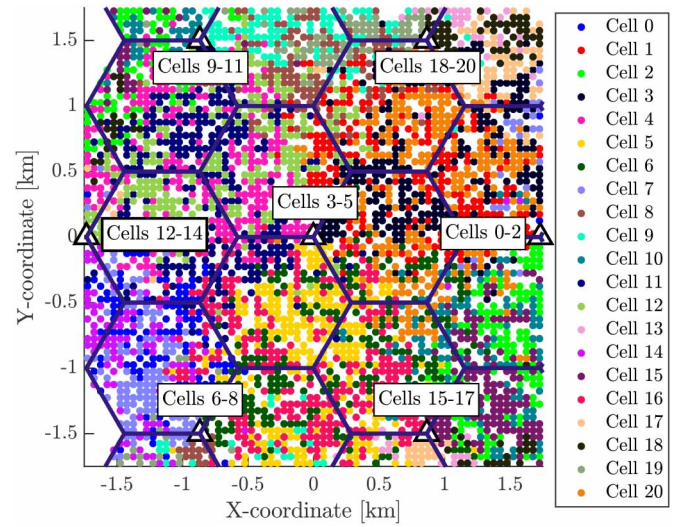 1.5
1
0.5
0
-0.5
-1
-1.5
Y-coordinate [km]
-1.5
-1
-0.5
0
0.5
1
1.5
X-coordinate [km]
Cells 9-11
Cells 18-20
Cells 3-5
Cells 12-14
Cells 0-2
Cells 6-8
Cells 15-17
Cell 0
Cell 1
Cell 2
Cell 3
Cell 4
Cell 5
Cell 6
Cell 7
Cell 8
Cell 9
Cell 10
Cell 11
Cell 12
Cell 13
Cell 14
Cell 15
Cell 16
Cell 17
Cell 18
Cell 19
Cell 20